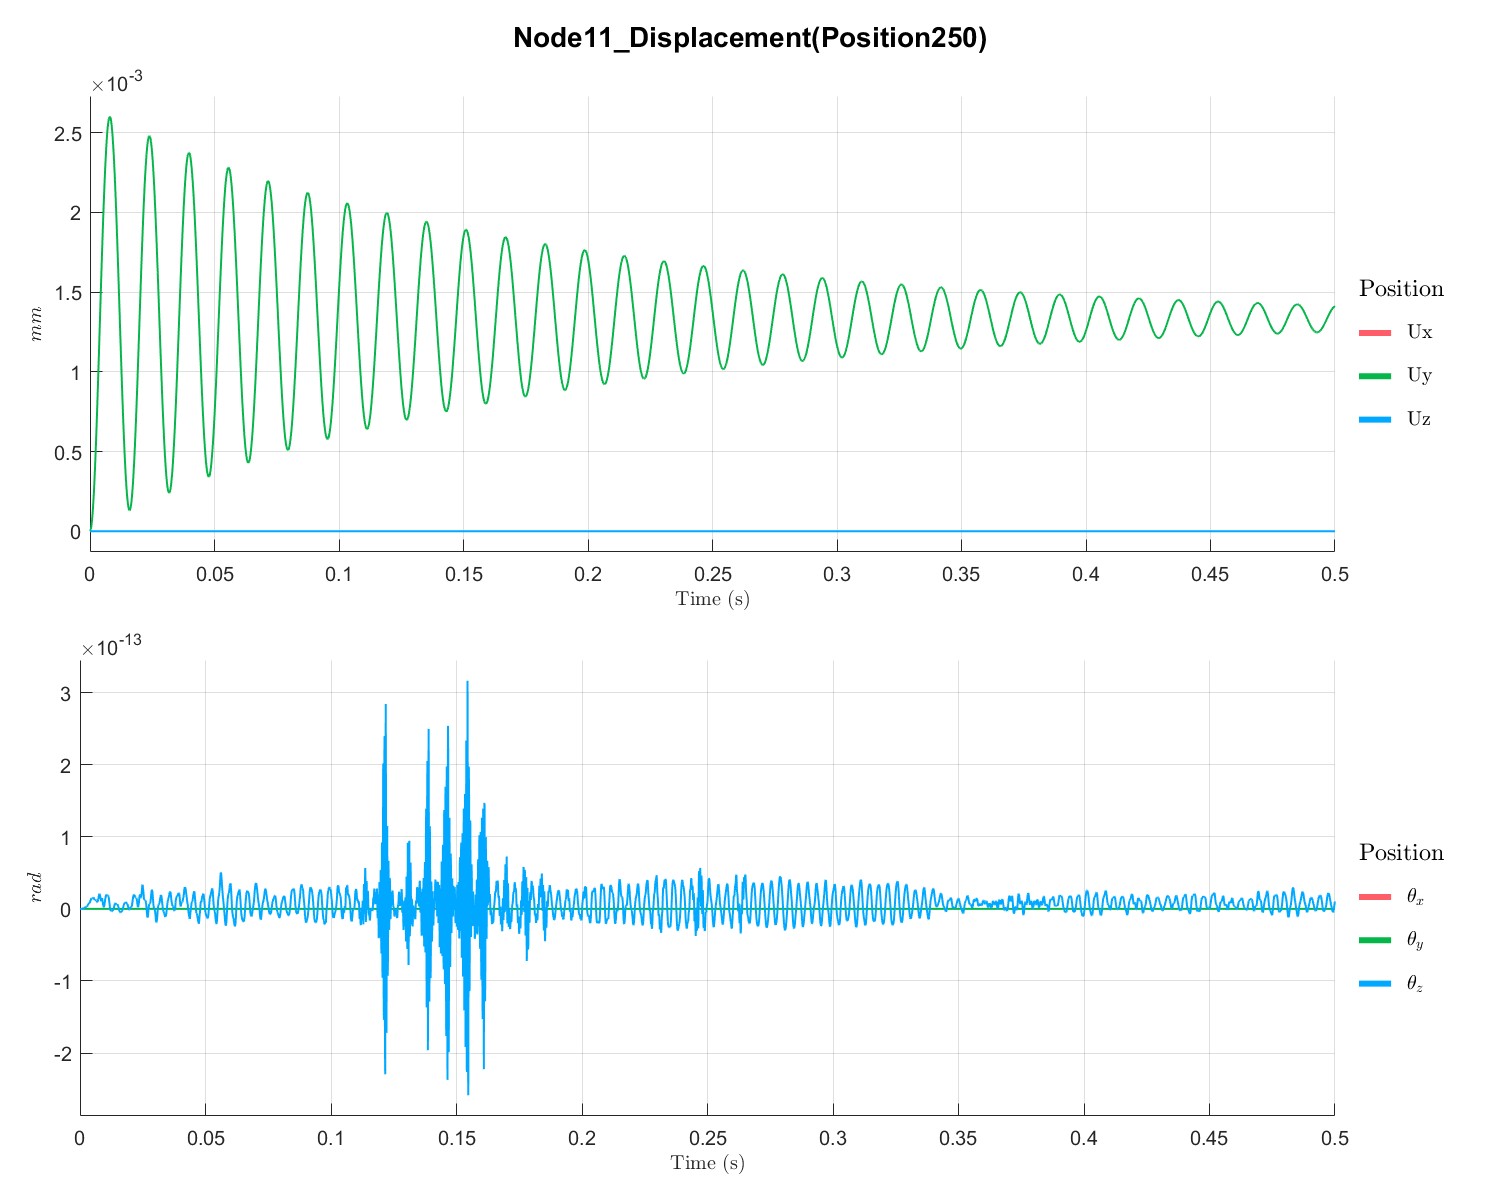 Node11_Displacement(Position250)
×10-3
2.5
2
1.5
1
0.5
0
mm
0 0.05 0.1 0.15 0.2 0.25 0.3 0.35 0.4 0.45 0.5
Time (s)
Position
Ux
Uy
Uz
×10-13
3
2
1
0
-1
-2
rad
0 0.05 0.1 0.15 0.2 0.25 0.3 0.35 0.4 0.45 0.5
Time (s)
Position
θx
θy
θz